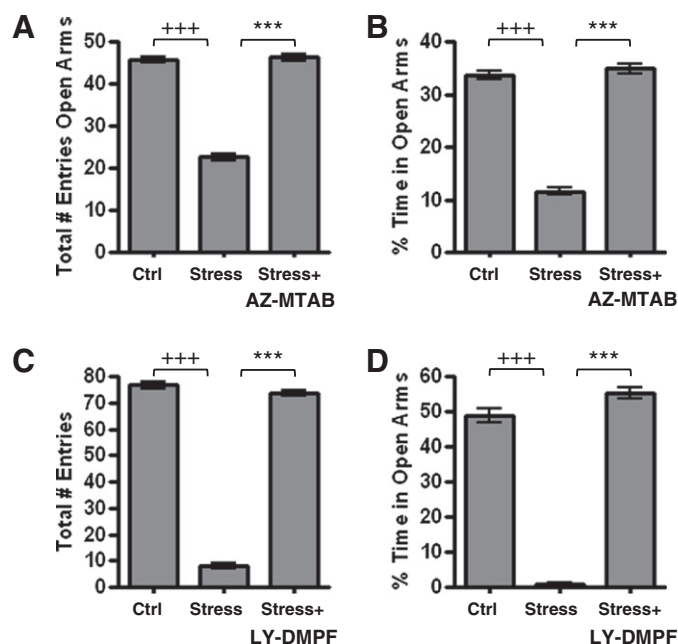 A
Total # Entries Open Arms
50
40
30
20
10
0
+++ ***
Ctrl Stress Stress+
AZ-MTAB
B
% Time in Open Arms
40
30
20
10
0
+++ ***
Ctrl Stress Stress+
AZ-MTAB
C
Total # Entries
80
70
60
50
40
30
20
10
0
+++ ***
Ctrl Stress Stress+
LY-DMPF
D
% Time in Open Arms
60
50
40
30
20
10
0
+++ ***
Ctrl Stress Stress+
LY-DMPF